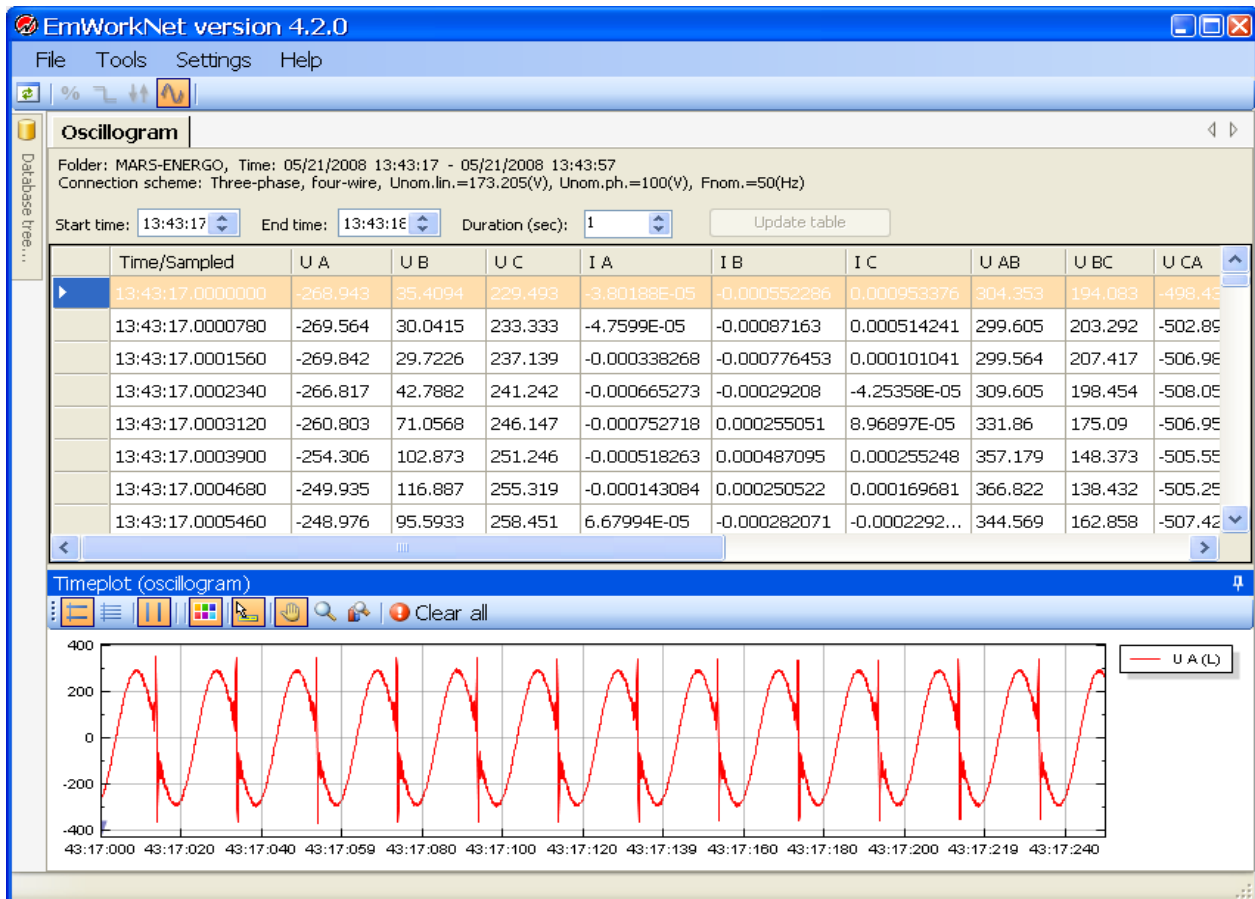 EmWorkNet version 4.2.0
File Tools Settings Help
%
Database tree...
Oscillogram
Folder: MARS-ENERGO, Time: 05/21/2008 13:43:17 - 05/21/2008 13:43:57
Connection scheme: Three-phase, four-wire, Unom.lin.=173.205(V), Unom.ph.=100(V), Fnom.=50(Hz)
Start time: 13:43:17 End time: 13:43:18 Duration (sec): 1 Update table
Time/Sampled U A U B U C I A I B I C U AB U BC U CA
13:43:17.0000000 -268.943 35.4094 229.493 -3.80188E-05 -0.000552286 0.000953376 304.353 194.083 -498.43
13:43:17.0000780 -269.564 30.0415 233.333 -4.7599E-05 -0.00087163 0.000514241 299.605 203.292 -502.89
13:43:17.0001560 -269.842 29.7226 237.139 -0.000338268 -0.000776453 0.000101041 299.564 207.417 -506.98
13:43:17.0002340 -266.817 42.7882 241.242 -0.000665273 -0.00029208 -4.25358E-05 309.605 198.454 -508.05
13:43:17.0003120 -260.803 71.0568 246.147 -0.000752718 0.000255051 8.96897E-05 331.86 175.09 -506.95
13:43:17.0003900 -254.306 102.873 251.246 -0.000518263 0.000487095 0.000255248 357.179 148.373 -505.55
13:43:17.0004680 -249.935 116.887 255.319 -0.000143084 0.000250522 0.000169681 366.822 138.432 -505.25
13:43:17.0005460 -248.976 95.5933 258.451 6.67994E-05 -0.000282071 -0.0002292... 344.569 162.858 -507.42
Timeplot (oscillogram)
Clear all
400
200
0
-200
-400
43:17:000 43:17:020 43:17:040 43:17:059 43:17:080 43:17:100 43:17:120 43:17:139 43:17:160 43:17:180 43:17:200 43:17:219 43:17:240
U A (L)